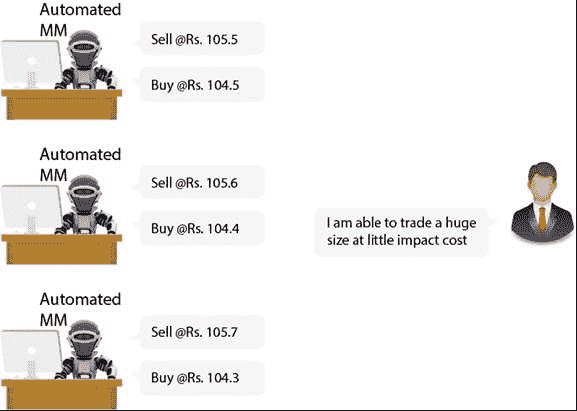 Automated
MM
Sell @Rs. 105.5
Buy @Rs. 104.5
Automated
MM
Sell @Rs. 105.6
Buy @Rs. 104.4
I am able to trade a huge
size at little impact cost
Automated
MM
Sell @Rs. 105.7
Buy @Rs. 104.3